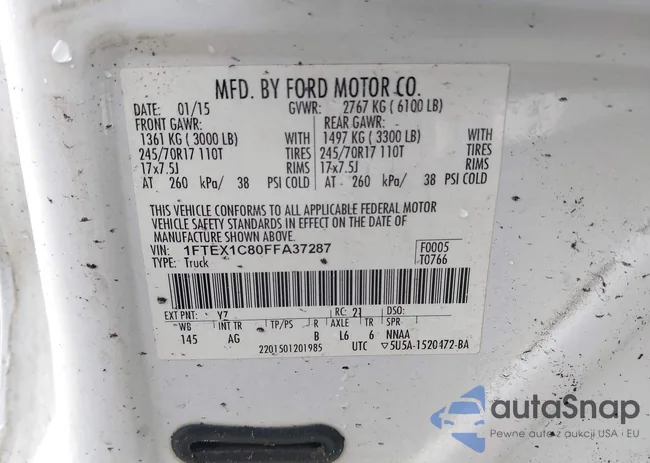 MFD. BY FORD MOTOR CO.
DATE: 01/15 GVWR: 2767 KG ( 6100 LB)
FRONT GAWR: REAR GAWR:
1361 KG ( 3000 LB) WITH 1497 KG ( 3300 LB) WITH
245/70R17 110T TIRES 245/70R17 110T TIRES
17x7.5J RIMS 17x7.5J RIMS
AT 260 kPa/ 38 PSI COLD AT 260 kPa/ 38 PSI COLD
THIS VEHICLE CONFORMS TO ALL APPLICABLE FEDERAL MOTOR
VEHICLE SAFETY STANDARDS IN EFFECT ON THE DATE OF
MANUFACTURE SHOWN ABOVE.
VIN: 1FTEX1C80FFA37287 F0005
TYPE: Truck T0766
EXT PNT: Y7 RC: 21 DSO:
WB INT TR TP/PS R AXLE TR SPR
145 AG B L6 6 NNAA
2201501201985 UTC ▽5U5A-1520472-BA
autaSnap
Pewne auto z aukcji USA i EU